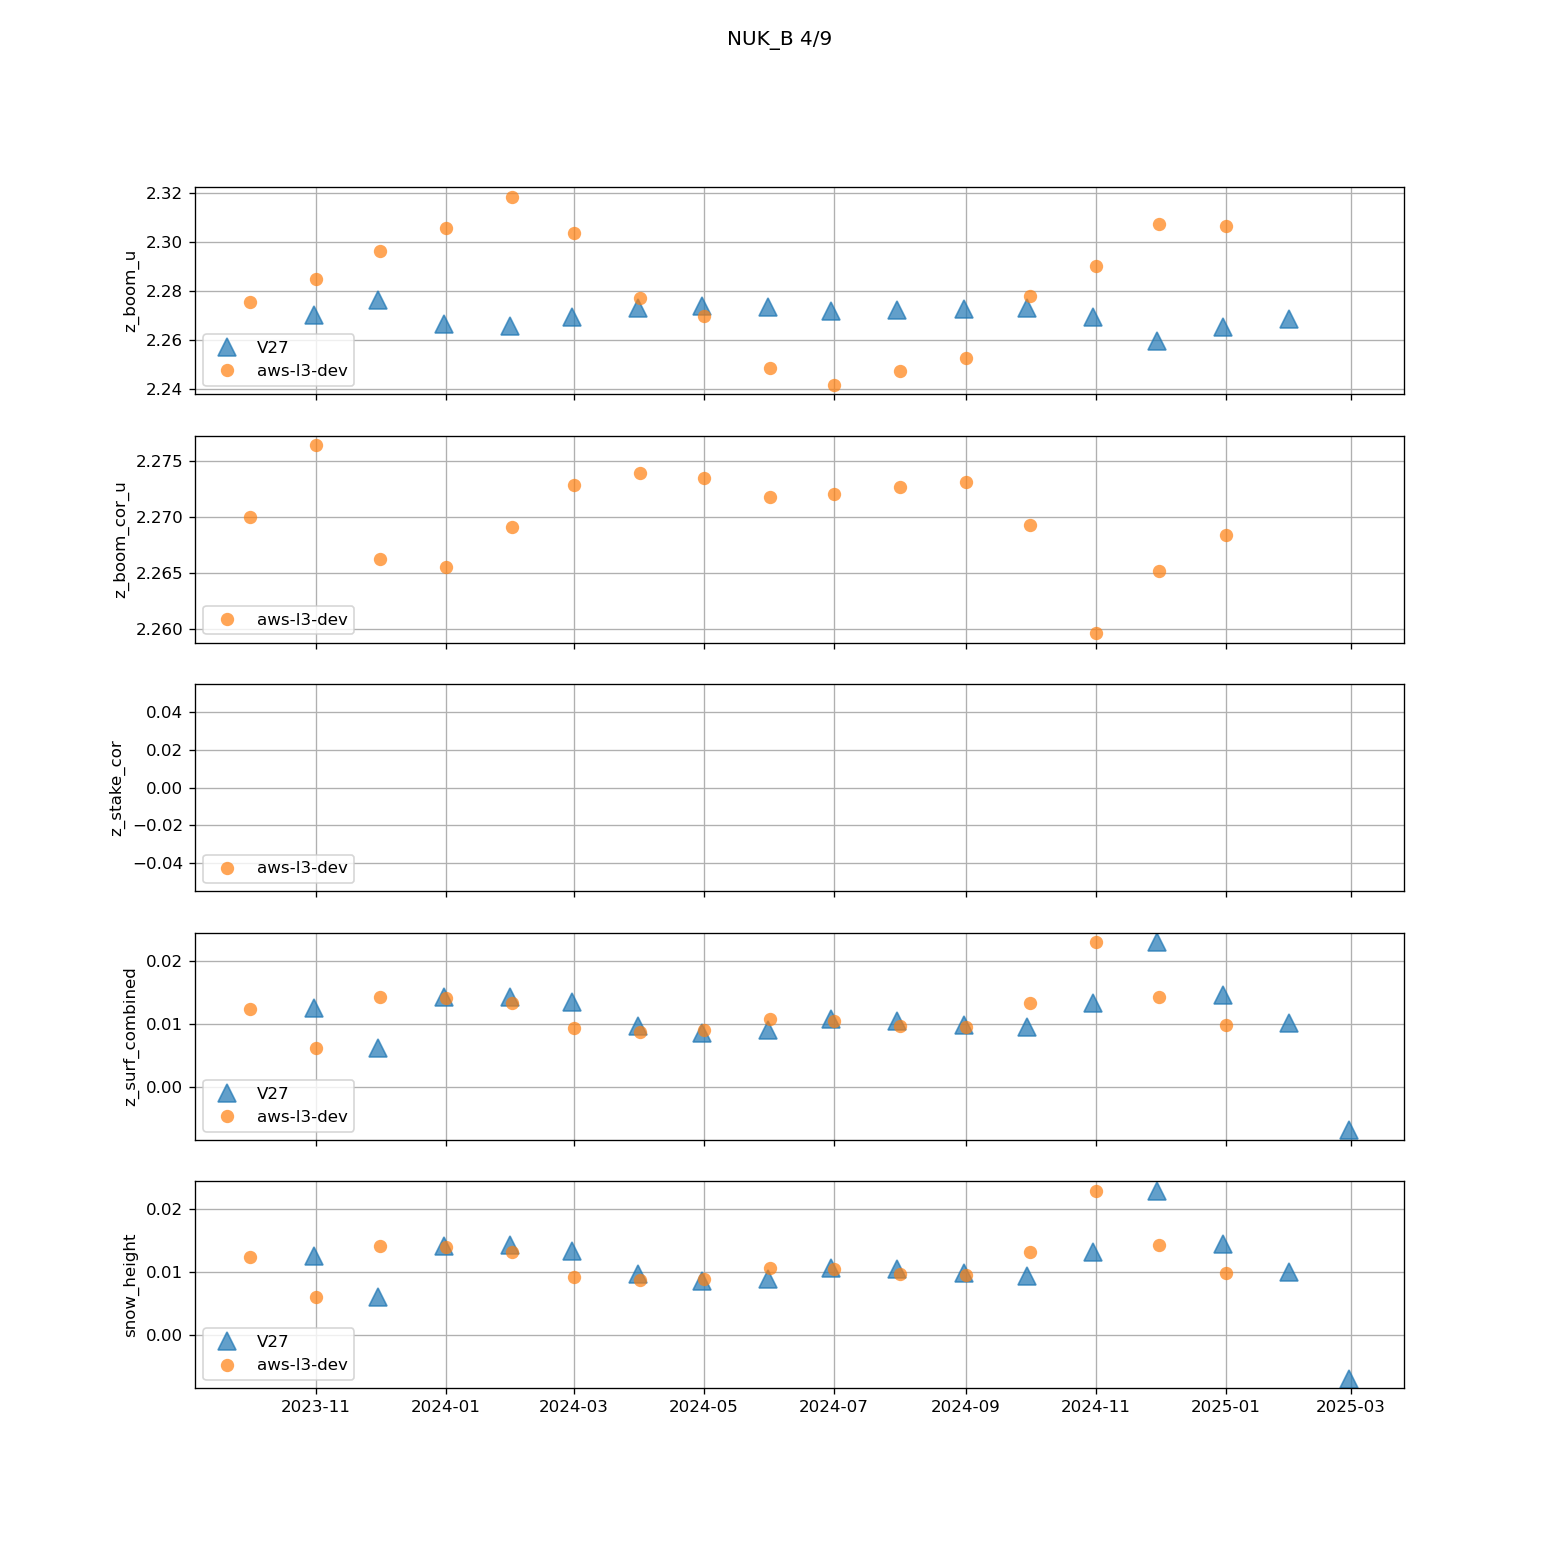 NUK_B 4/9
z_boom_u
2.32
2.30
2.28
2.26
2.24
V27
aws-l3-dev
z_boom_cor_u
2.275
2.270
2.265
2.260
aws-l3-dev
z_stake_cor
0.04
0.02
0.00
−0.02
−0.04
aws-l3-dev
z_surf_combined
0.02
0.01
0.00
V27
aws-l3-dev
snow_height
0.02
0.01
0.00
V27
aws-l3-dev
2023-11 2024-01 2024-03 2024-05 2024-07 2024-09 2024-11 2025-01 2025-03